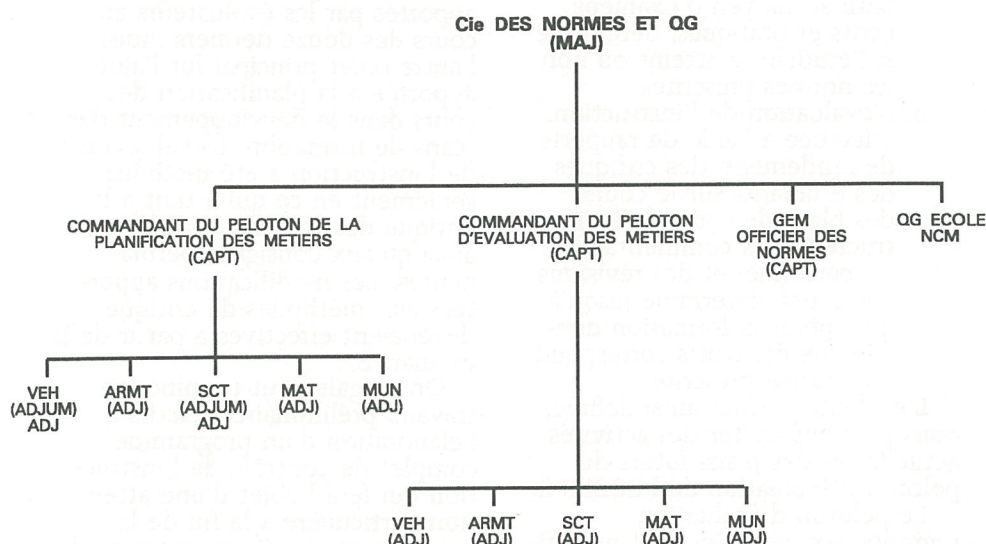 Cie DES NORMES ET QG
(MAJ)
COMMANDANT DU PELOTON DE LA
PLANIFICATION DES METIERS
(CAPT)
COMMANDANT DU PELOTON
D'EVALUATION DES METIERS
(CAPT)
GEM
OFFICIER DES
NORMES
(CAPT)
QG ECOLE
NCM
VEH
(ADJUM)
ADJ
ARMT
(ADJ)
SCT
(ADJUM)
ADJ
MAT
(ADJ)
MUN
(ADJ)
VEH
(ADJ)
ARMT
(ADJ)
SCT
(ADJ)
MAT
(ADJ)
MUN
(ADJ)